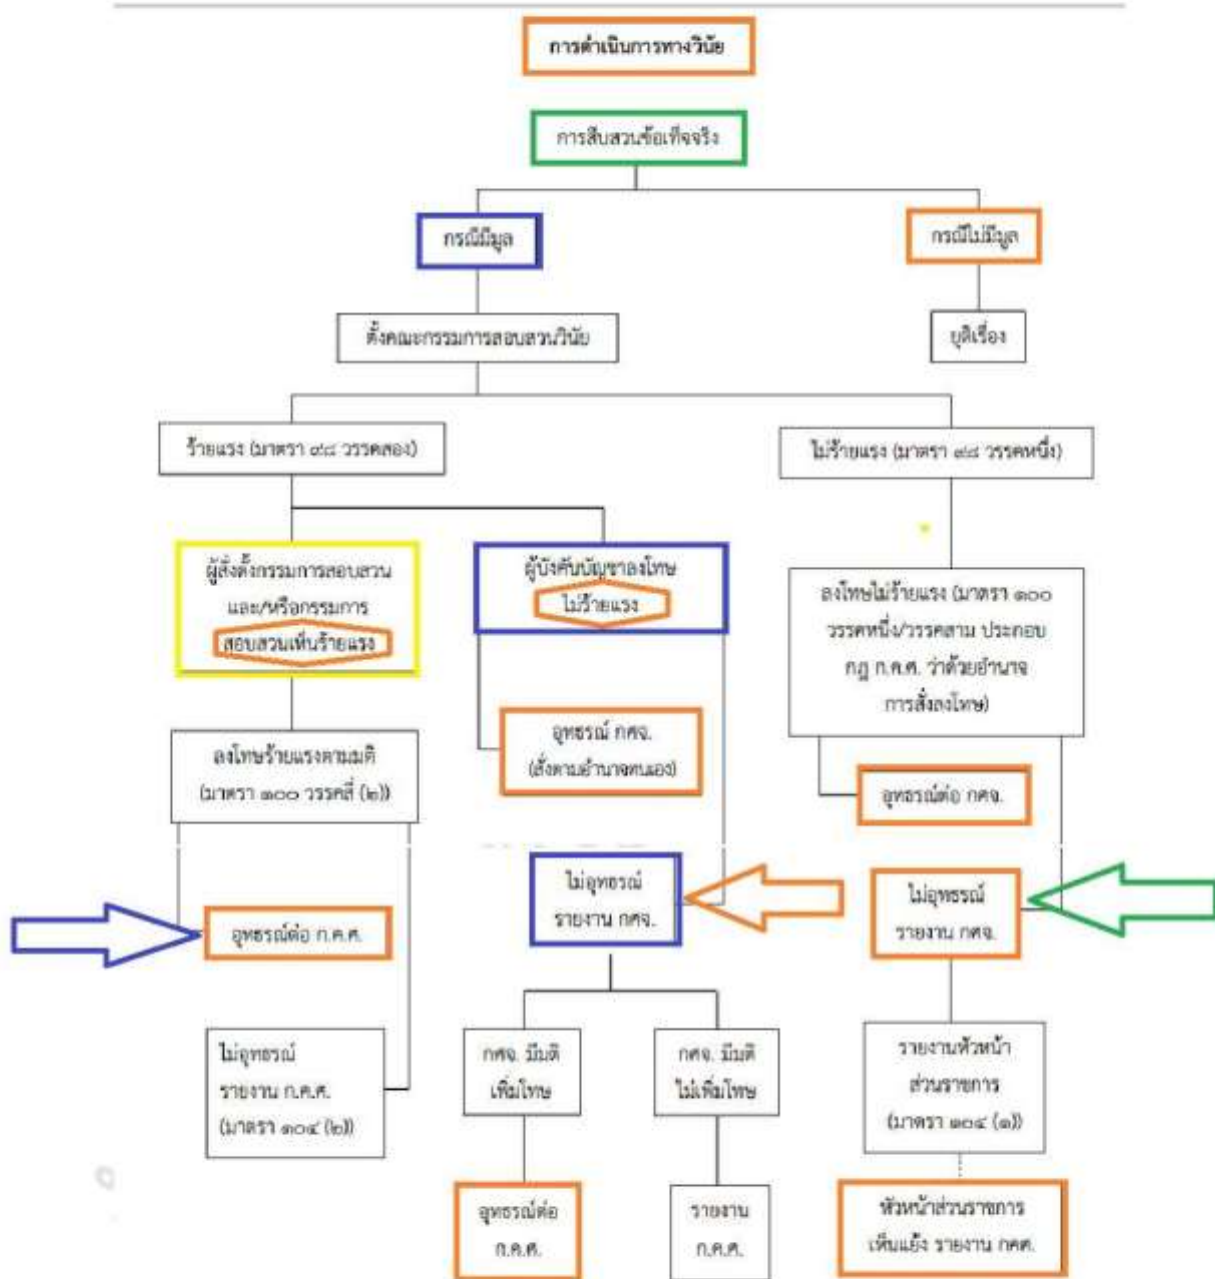 การดำเนินการทางวินัย
การสืบสวนข้อเท็จจริง
กรณีมีมูล
กรณีไม่มีมูล
ตั้งคณะกรรมการสอบสวนวินัย
ยุติเรื่อง
ร้ายแรง (มาตรา ๙๘ วรรคสอง)
ไม่ร้ายแรง (มาตรา ๙๘ วรรคหนึ่ง)
ผู้สั่งตั้งกรรมการสอบสวน
และ/หรือกรรมการ
สอบสวนเห็นร้ายแรง
ผู้บังคับบัญชาลงโทษ
ไม่ร้ายแรง
ลงโทษไม่ร้ายแรง (มาตรา ๑๐๐
วรรคหนึ่ง/วรรคสาม ประกอบ
กฎ ก.ค.ศ. ว่าด้วยอำนาจ
การสั่งลงโทษ)
ลงโทษร้ายแรงตามมติ
(มาตรา ๑๐๐ วรรคสี่ (๒))
อุทธรณ์ กศจ.
(สั่งตามอำนาจตนเอง)
อุทธรณ์ต่อ กศจ.
อุทธรณ์ต่อ ก.ค.ศ.
ไม่อุทธรณ์
รายงาน กศจ.
ไม่อุทธรณ์
รายงาน กศจ.
ไม่อุทธรณ์
รายงาน ก.ค.ศ.
(มาตรา ๑๐๔ (๒))
กศจ. มีมติ
เพิ่มโทษ
กศจ. มีมติ
ไม่เพิ่มโทษ
รายงานหัวหน้า
ส่วนราชการ
(มาตรา ๑๐๔ (๑))
อุทธรณ์ต่อ
ก.ค.ศ.
รายงาน
ก.ค.ศ.
หัวหน้าส่วนราชการ
เห็นแย้ง รายงาน กคศ.